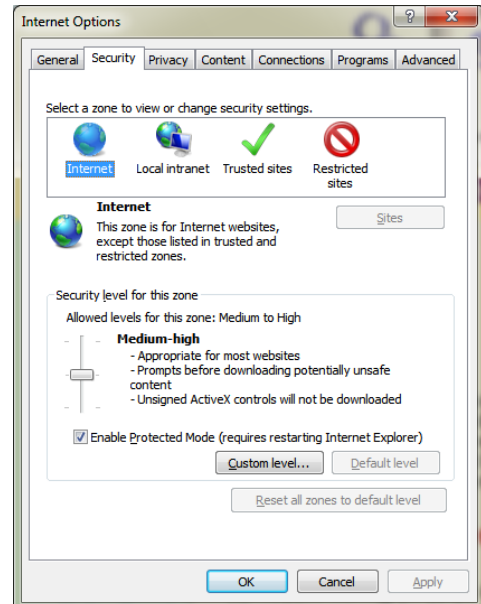 Internet Options
?
General Security Privacy Content Connections Programs Advanced
Select a zone to view or change security settings.
Internet Local intranet Trusted sites Restricted
sites
Internet
This zone is for Internet websites,
except those listed in trusted and
restricted zones.
Sites
Security level for this zone
Allowed levels for this zone: Medium to High
Medium-high
- Appropriate for most websites
- Prompts before downloading potentially unsafe
content
- Unsigned ActiveX controls will not be downloaded
Enable Protected Mode (requires restarting Internet Explorer)
Custom level... Default level
Reset all zones to default level
OK Cancel Apply